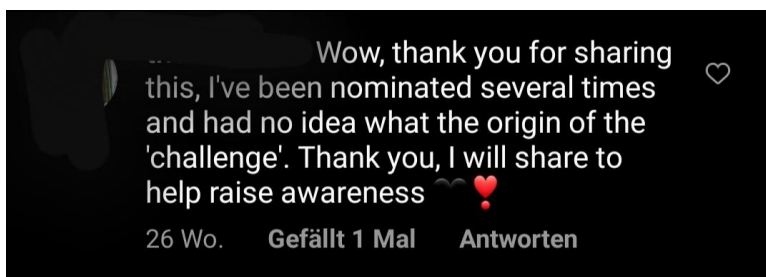 Wow, thank you for sharing
this, I've been nominated several times
and had no idea what the origin of the
'challenge'. Thank you, I will share to
help raise awareness 🖤❣️
26 Wo. Gefällt 1 Mal Antworten